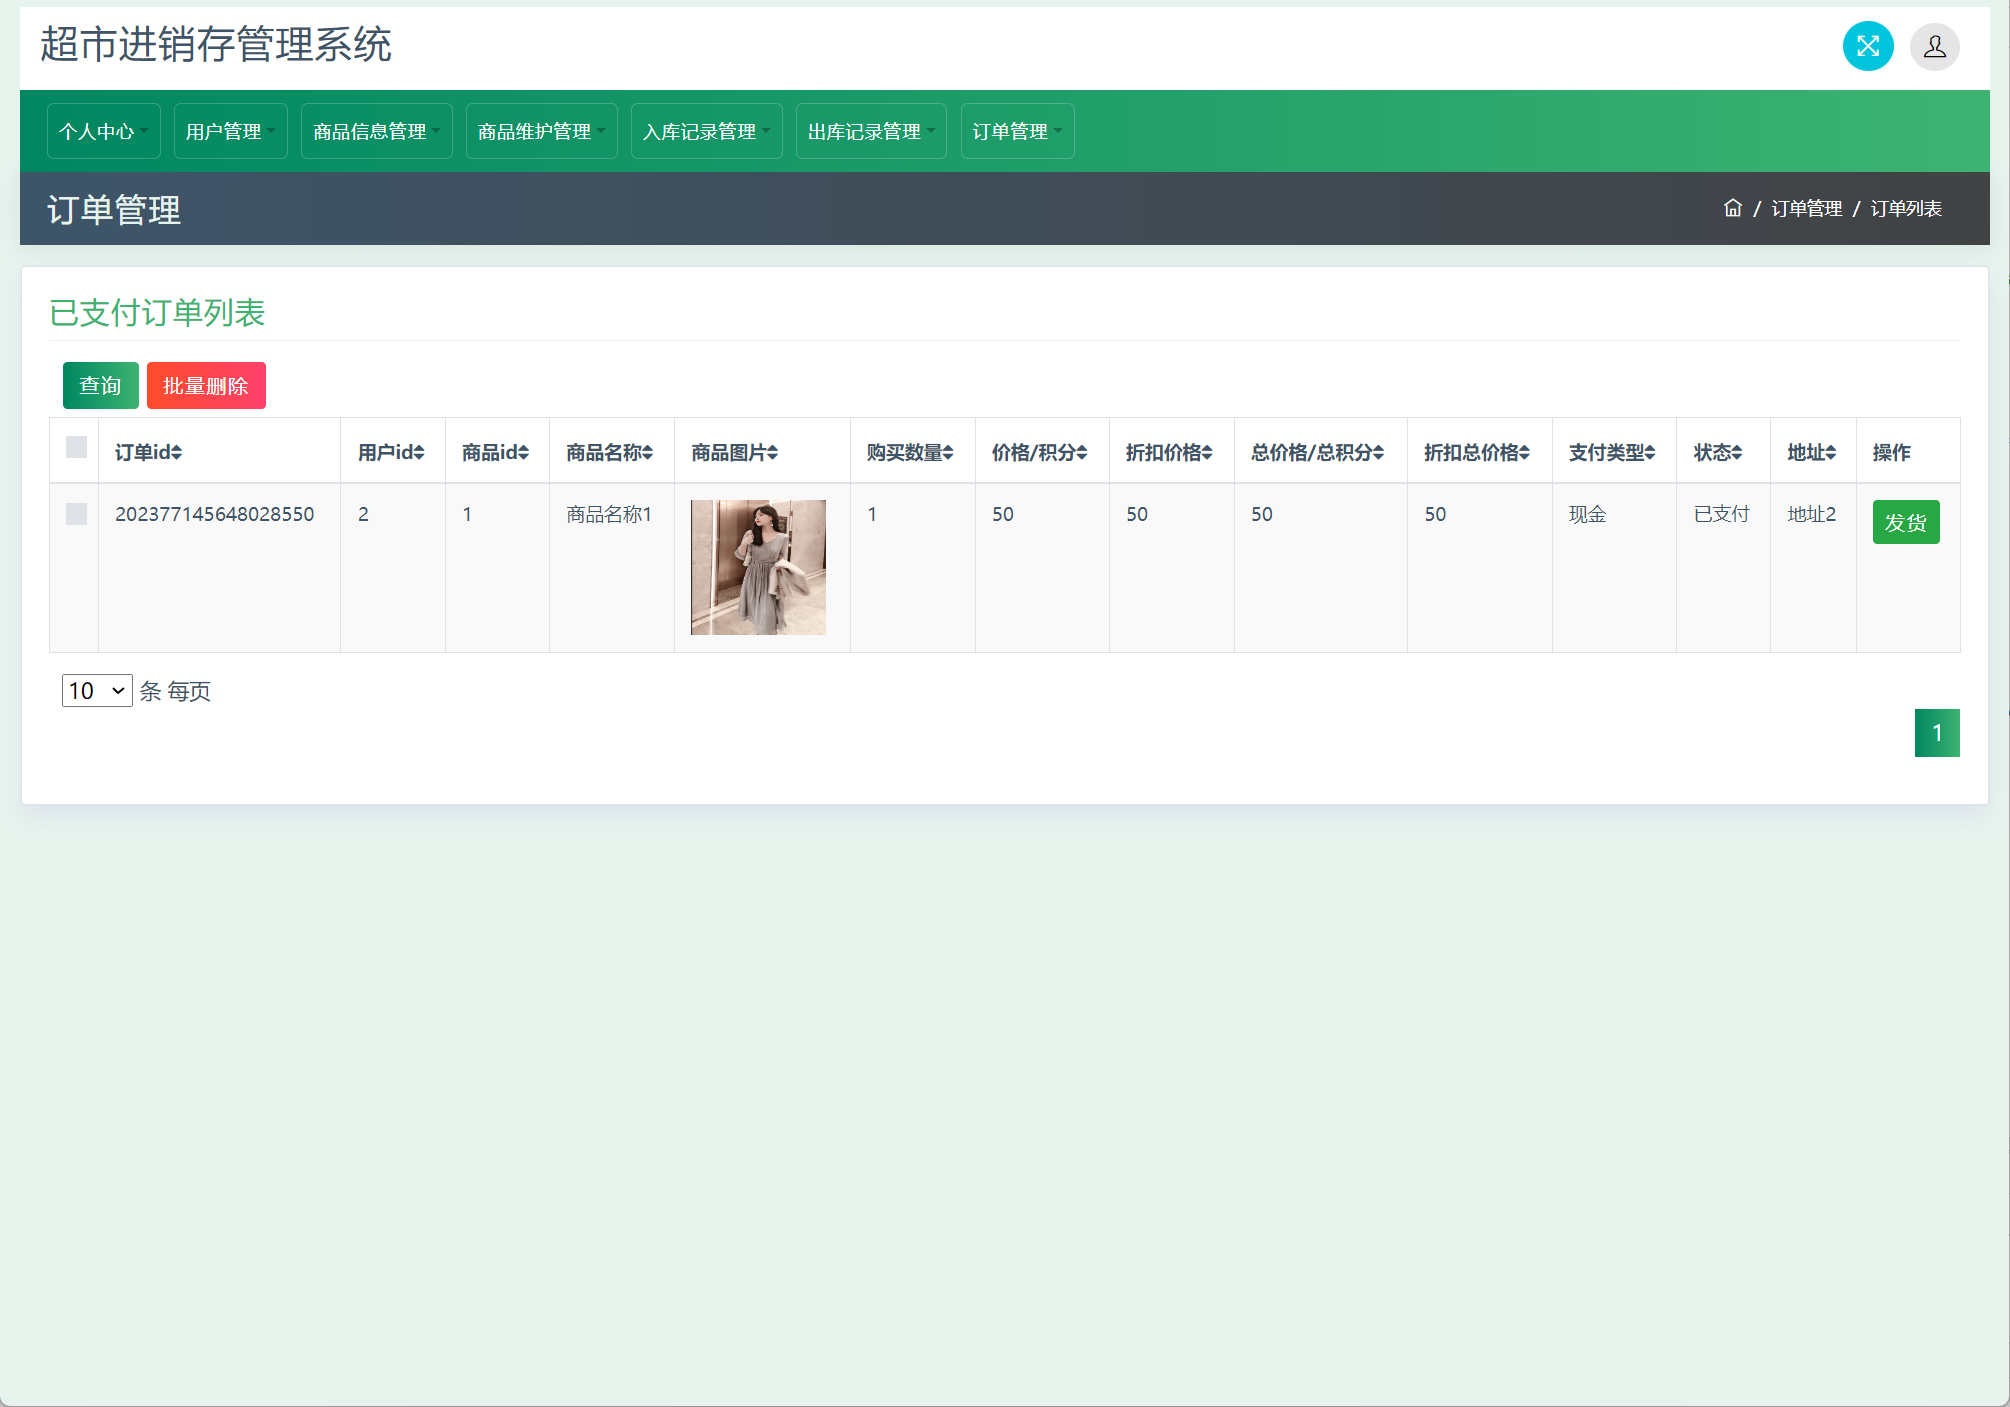 超市进销存管理系统
个人中心 用户管理 商品信息管理 商品维护管理 入库记录管理 出库记录管理 订单管理
订单管理 / 订单管理 / 订单列表
已支付订单列表
查询 批量删除
订单id 用户id 商品id 商品名称 商品图片 购买数量 价格/积分 折扣价格 总价格/总积分 折扣总价格 支付类型 状态 地址 操作
202377145648028550 2 1 商品名称1 1 50 50 50 50 现金 已支付 地址2 发货
10 条 每页
1